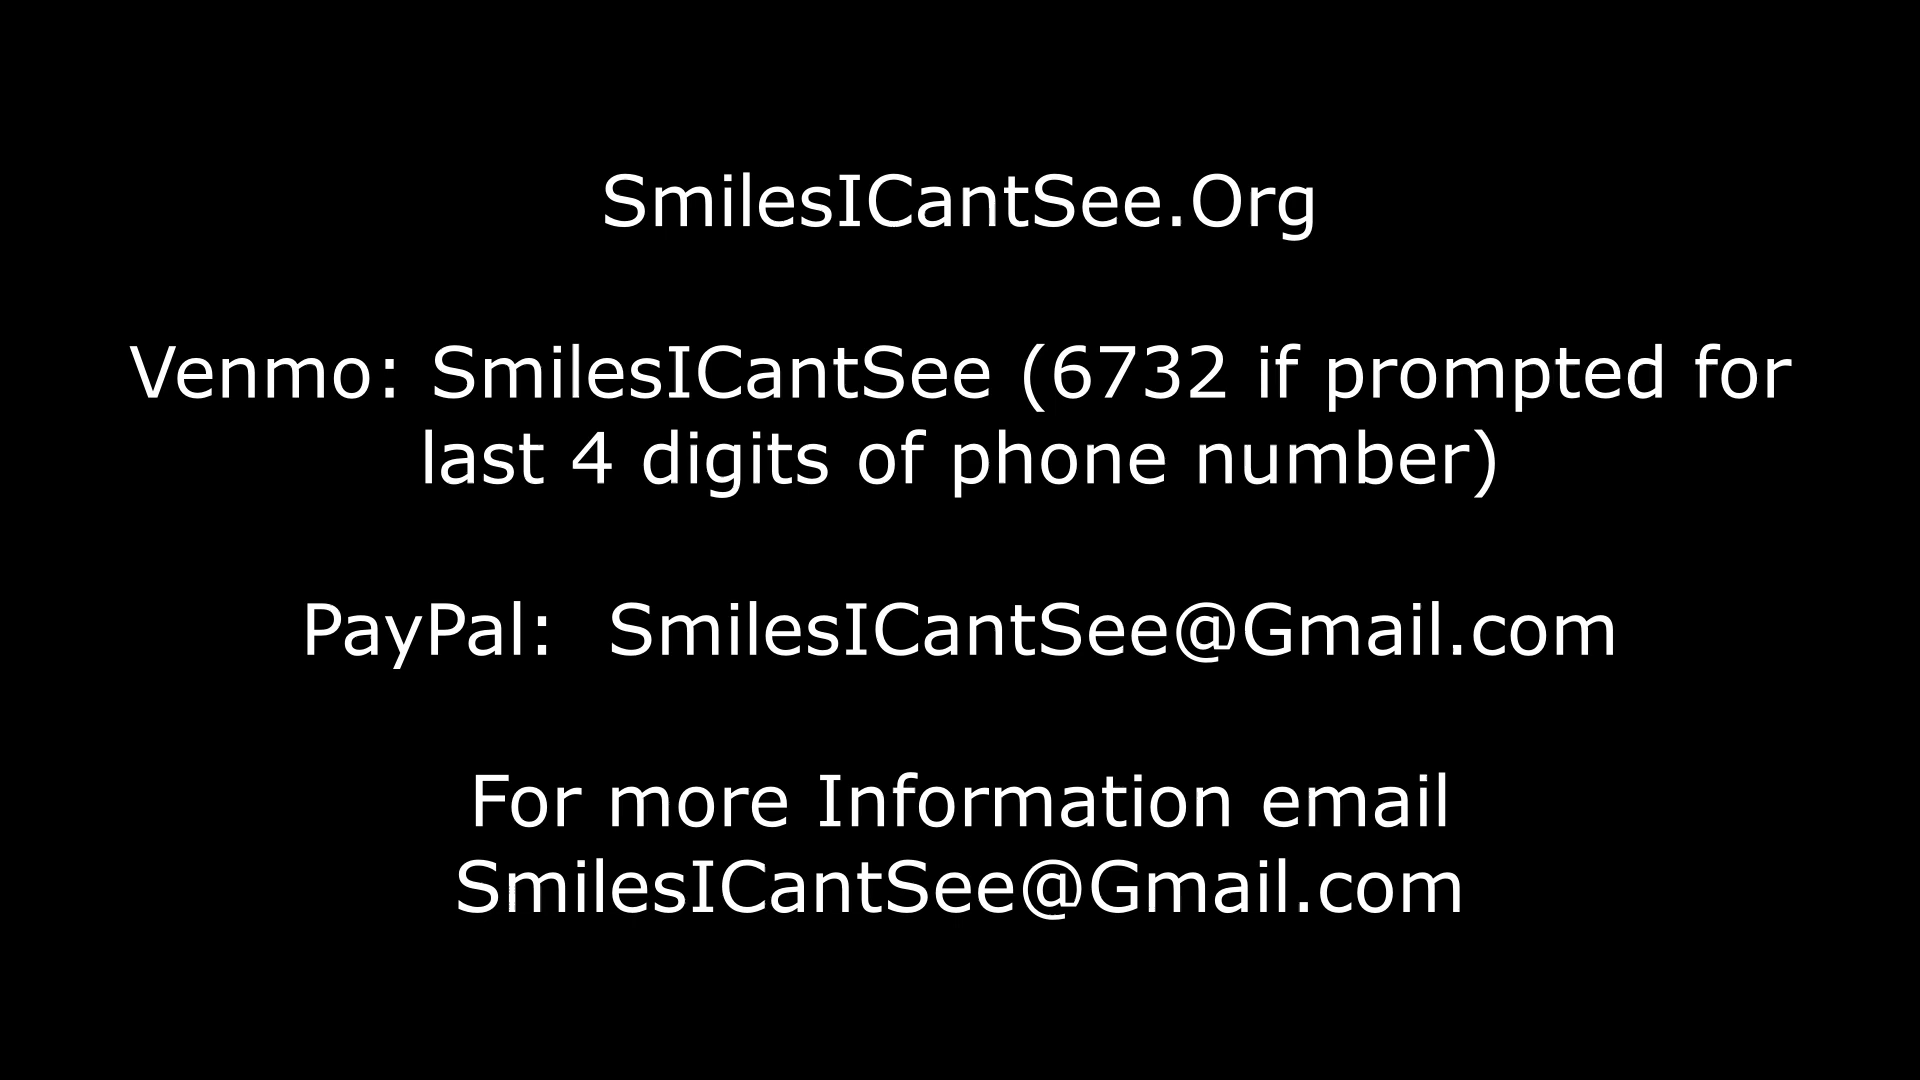 SmilesICantSee.Org
Venmo: SmilesICantSee (6732 if prompted for
last 4 digits of phone number)
PayPal:  SmilesICantSee@Gmail.com
For more Information email
SmilesICantSee@Gmail.com